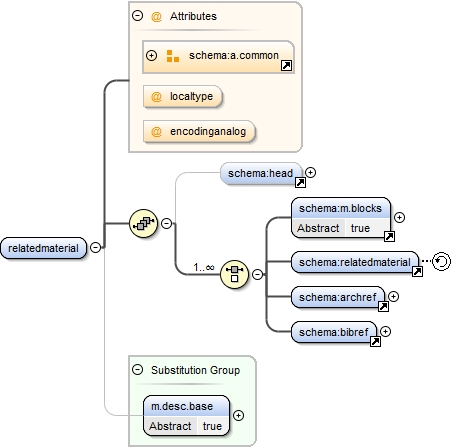 @ Attributes
schema:a.common
@ localtype
@ encodinganalog
schema:head
relatedmaterial
1..∞
schema:m.blocks
Abstract true
schema:relatedmaterial
schema:archref
schema:bibref
Substitution Group
m.desc.base
Abstract true